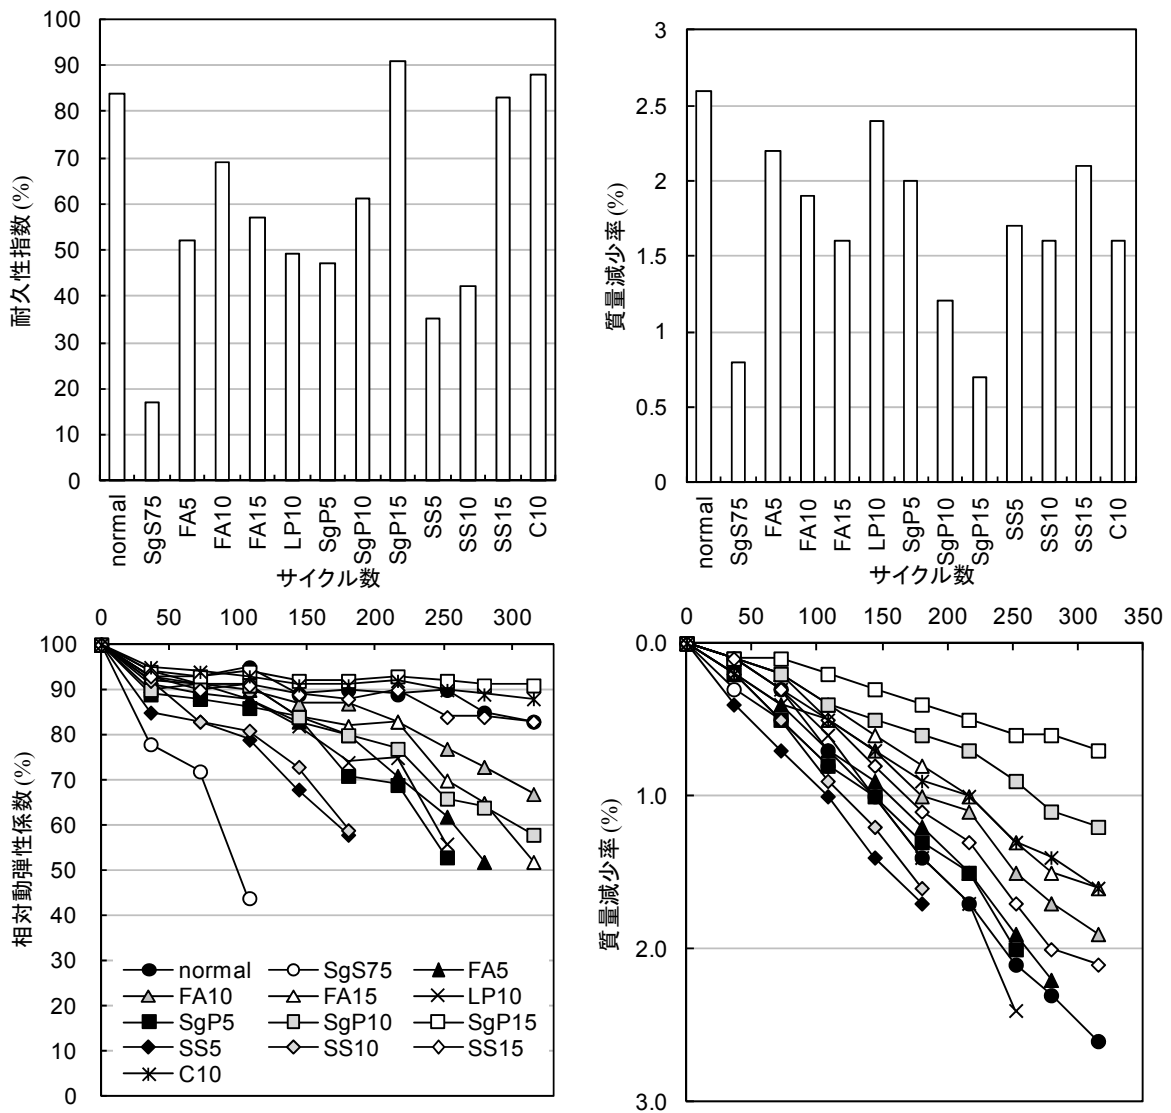 100
90
80
70
60
50
40
30
20
10
0
耐久性指数(%)
normal
SgS75
FA5
FA10
FA15
LP10
SgP5
SgP10
SgP15
SS5
SS10
SS15
C10
3
2.5
2
1.5
1
0.5
0
質量減少率(%)
normal
SgS75
FA5
FA10
FA15
LP10
SgP5
SgP10
SgP15
SS5
SS10
SS15
C10
サイクル数
0 50 100 150 200 250 300
100
90
80
70
60
50
40
30
20
10
0
相対動弾性係数(%)
normal SgS75 FA5
FA10 FA15 LP10
SgP5 SgP10 SgP15
SS5 SS10 SS15
C10
サイクル数
0 50 100 150 200 250 300 350
0.0
1.0
2.0
3.0
質量減少率(%)